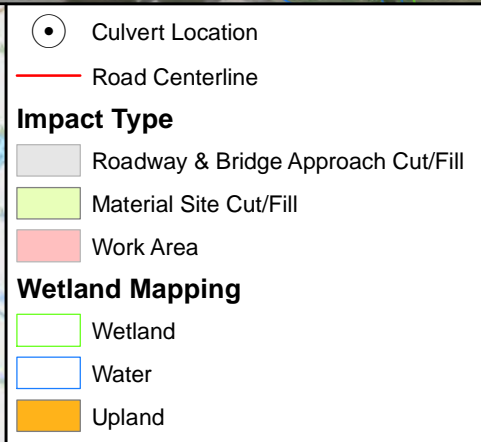 Culvert Location
Road Centerline
Impact Type
Roadway & Bridge Approach Cut/Fill
Material Site Cut/Fill
Work Area
Wetland Mapping
Wetland
Water
Upland